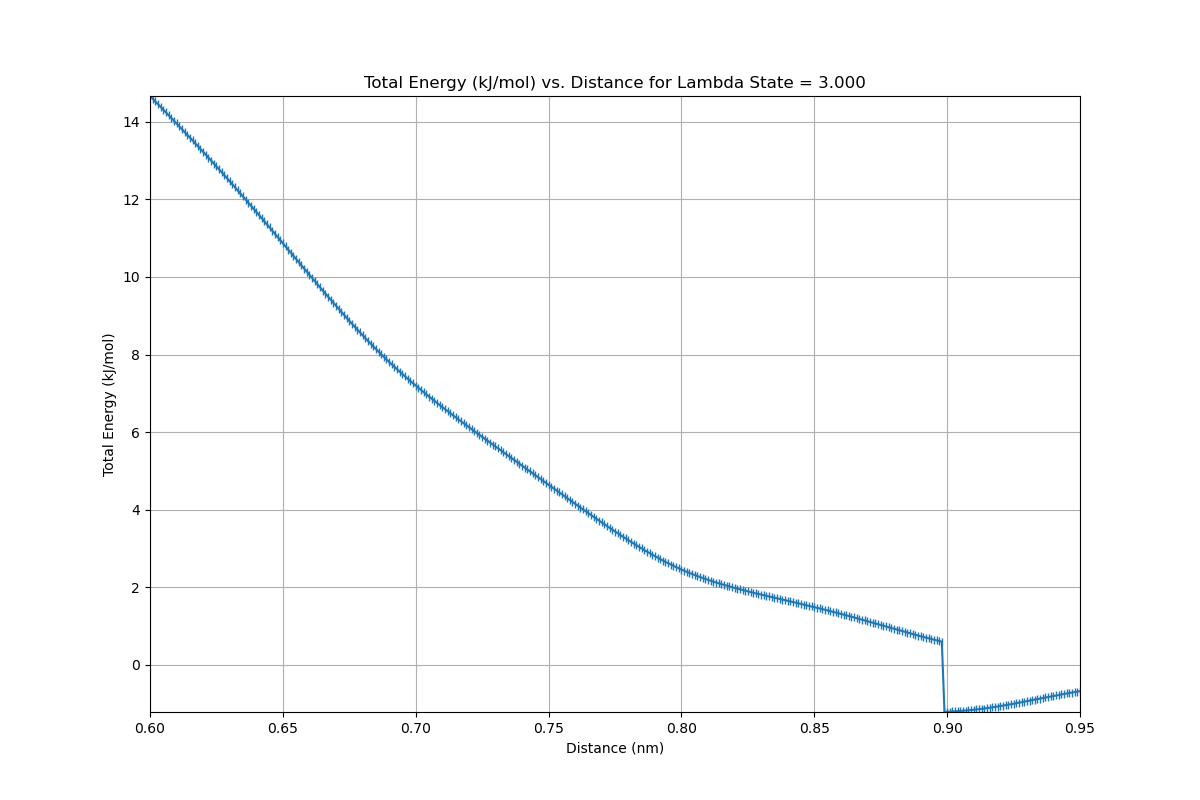 Total Energy (kJ/mol) vs. Distance for Lambda State = 3.000
14
12
10
8
6
4
2
0
Total Energy (kJ/mol)
0.60 0.65 0.70 0.75 0.80 0.85 0.90 0.95
Distance (nm)